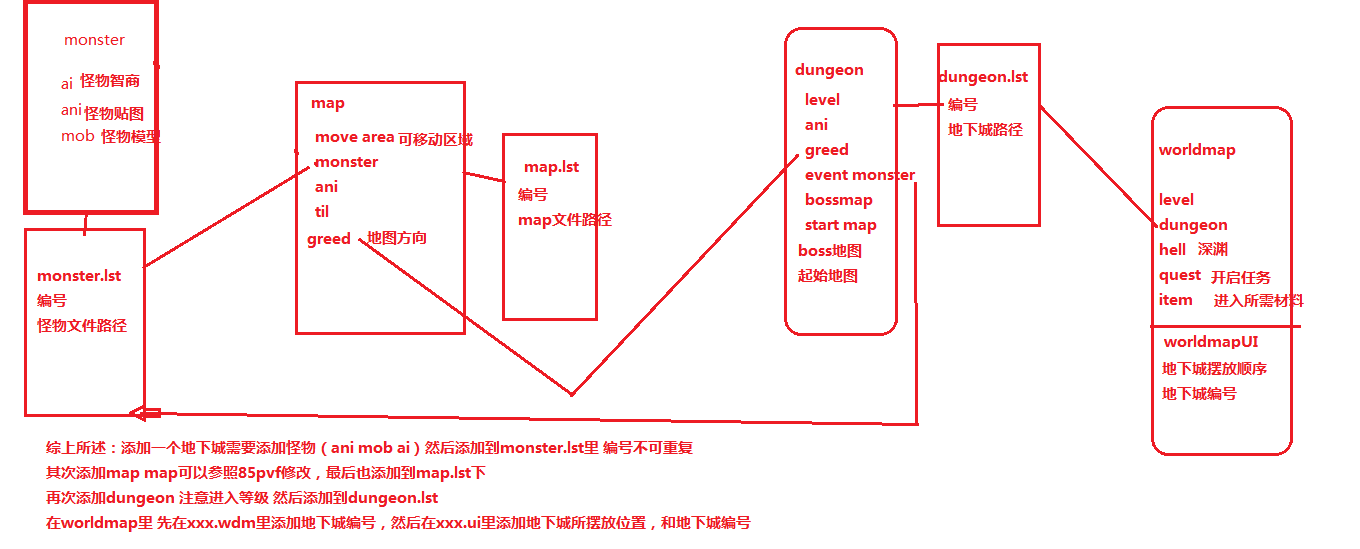 monster
ai 怪物智商
ani 怪物贴图
mob 怪物模型
monster.lst
编号
怪物文件路径
map
move area 可移动区域
monster
ani
til
greed 地图方向
map.lst
编号
map文件路径
dungeon
level
ani
greed
event monster
bossmap
start map
boss地图
起始地图
dungeon.lst
编号
地下城路径
worldmap
level
dungeon
hell 深渊
quest 开启任务
item 进入所需材料
worldmapUI
地下城摆放顺序
地下城编号
综上所述：添加一个地下城需要添加怪物（ani mob ai）然后添加到monster.lst里 编号不可重复
其次添加map map可以参照85pvf修改，最后也添加到map.lst下
再次添加dungeon 注意进入等级 然后添加到dungeon.lst
在worldmap里 先在xxx.wdm里添加地下城编号，然后在xxx.ui里添加地下城所摆放位置，和地下城编号